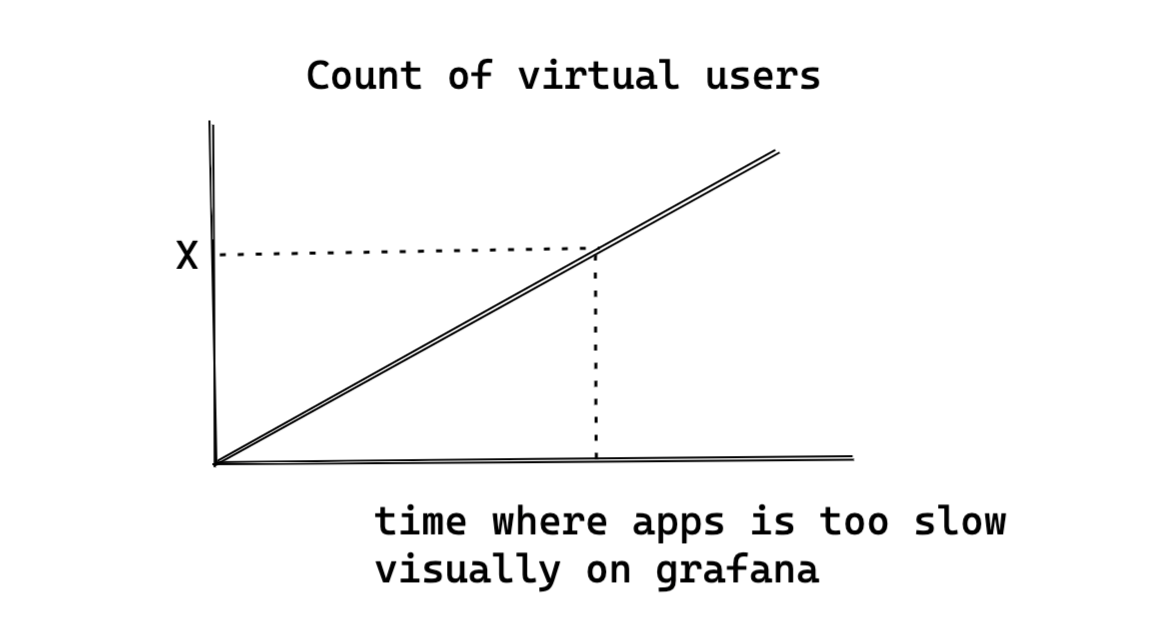 Count of virtual users
X
time where apps is too slow
visually on grafana